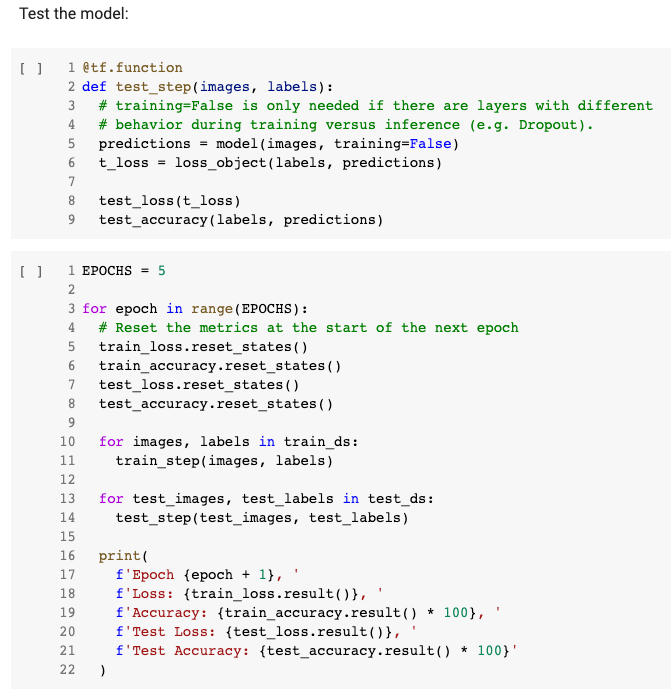 Test the model:
[ ] 1 @tf.function
2 def test_step(images, labels):
3   # training=False is only needed if there are layers with different
4   # behavior during training versus inference (e.g. Dropout).
5   predictions = model(images, training=False)
6   t_loss = loss_object(labels, predictions)
7
8   test_loss(t_loss)
9   test_accuracy(labels, predictions)
[ ] 1 EPOCHS = 5
2
3 for epoch in range(EPOCHS):
4   # Reset the metrics at the start of the next epoch
5   train_loss.reset_states()
6   train_accuracy.reset_states()
7   test_loss.reset_states()
8   test_accuracy.reset_states()
9
10   for images, labels in train_ds:
11     train_step(images, labels)
12
13   for test_images, test_labels in test_ds:
14     test_step(test_images, test_labels)
15
16   print(
17     f'Epoch {epoch + 1}, '
18     f'Loss: {train_loss.result()}, '
19     f'Accuracy: {train_accuracy.result() * 100}, '
20     f'Test Loss: {test_loss.result()}, '
21     f'Test Accuracy: {test_accuracy.result() * 100}'
22   )